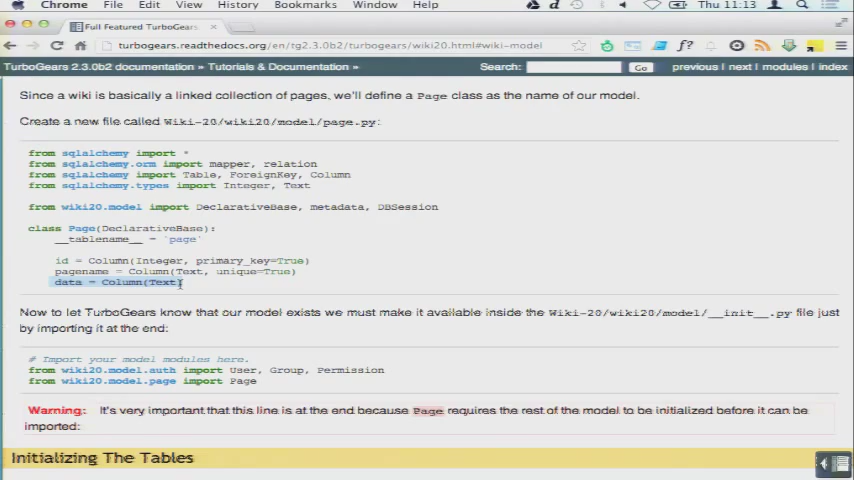 Chrome File Edit View History Bookmarks Window Help Thu 11:13
Full Featured TurboGears
turbogears.readthedocs.org/en/tg2.3.0b2/turbogears/wiki20.html#wiki-model
TurboGears 2.3.0b2 documentation » Tutorials & Documentation » Search: Go previous | next | modules | index
Since a wiki is basically a linked collection of pages, we'll define a Page class as the name of our model.
Create a new file called Wiki-20/wiki20/model/page.py:
from sqlalchemy import *
from sqlalchemy.orm import mapper, relation
from sqlalchemy import Table, ForeignKey, Column
from sqlalchemy.types import Integer, Text
from wiki20.model import DeclarativeBase, metadata, DBSession
class Page(DeclarativeBase):
__tablename__ = 'page'
id = Column(Integer, primary_key=True)
pagename = Column(Text, unique=True)
data = Column(Text)
Now to let TurboGears know that our model exists we must make it available inside the Wiki-20/wiki20/model/__init__.py file just
by importing it at the end:
# Import your model modules here.
from wiki20.model.auth import User, Group, Permission
from wiki20.model.page import Page
Warning: It's very important that this line is at the end because Page requires the rest of the model to be initialized before it can be
imported:
Initializing The Tables